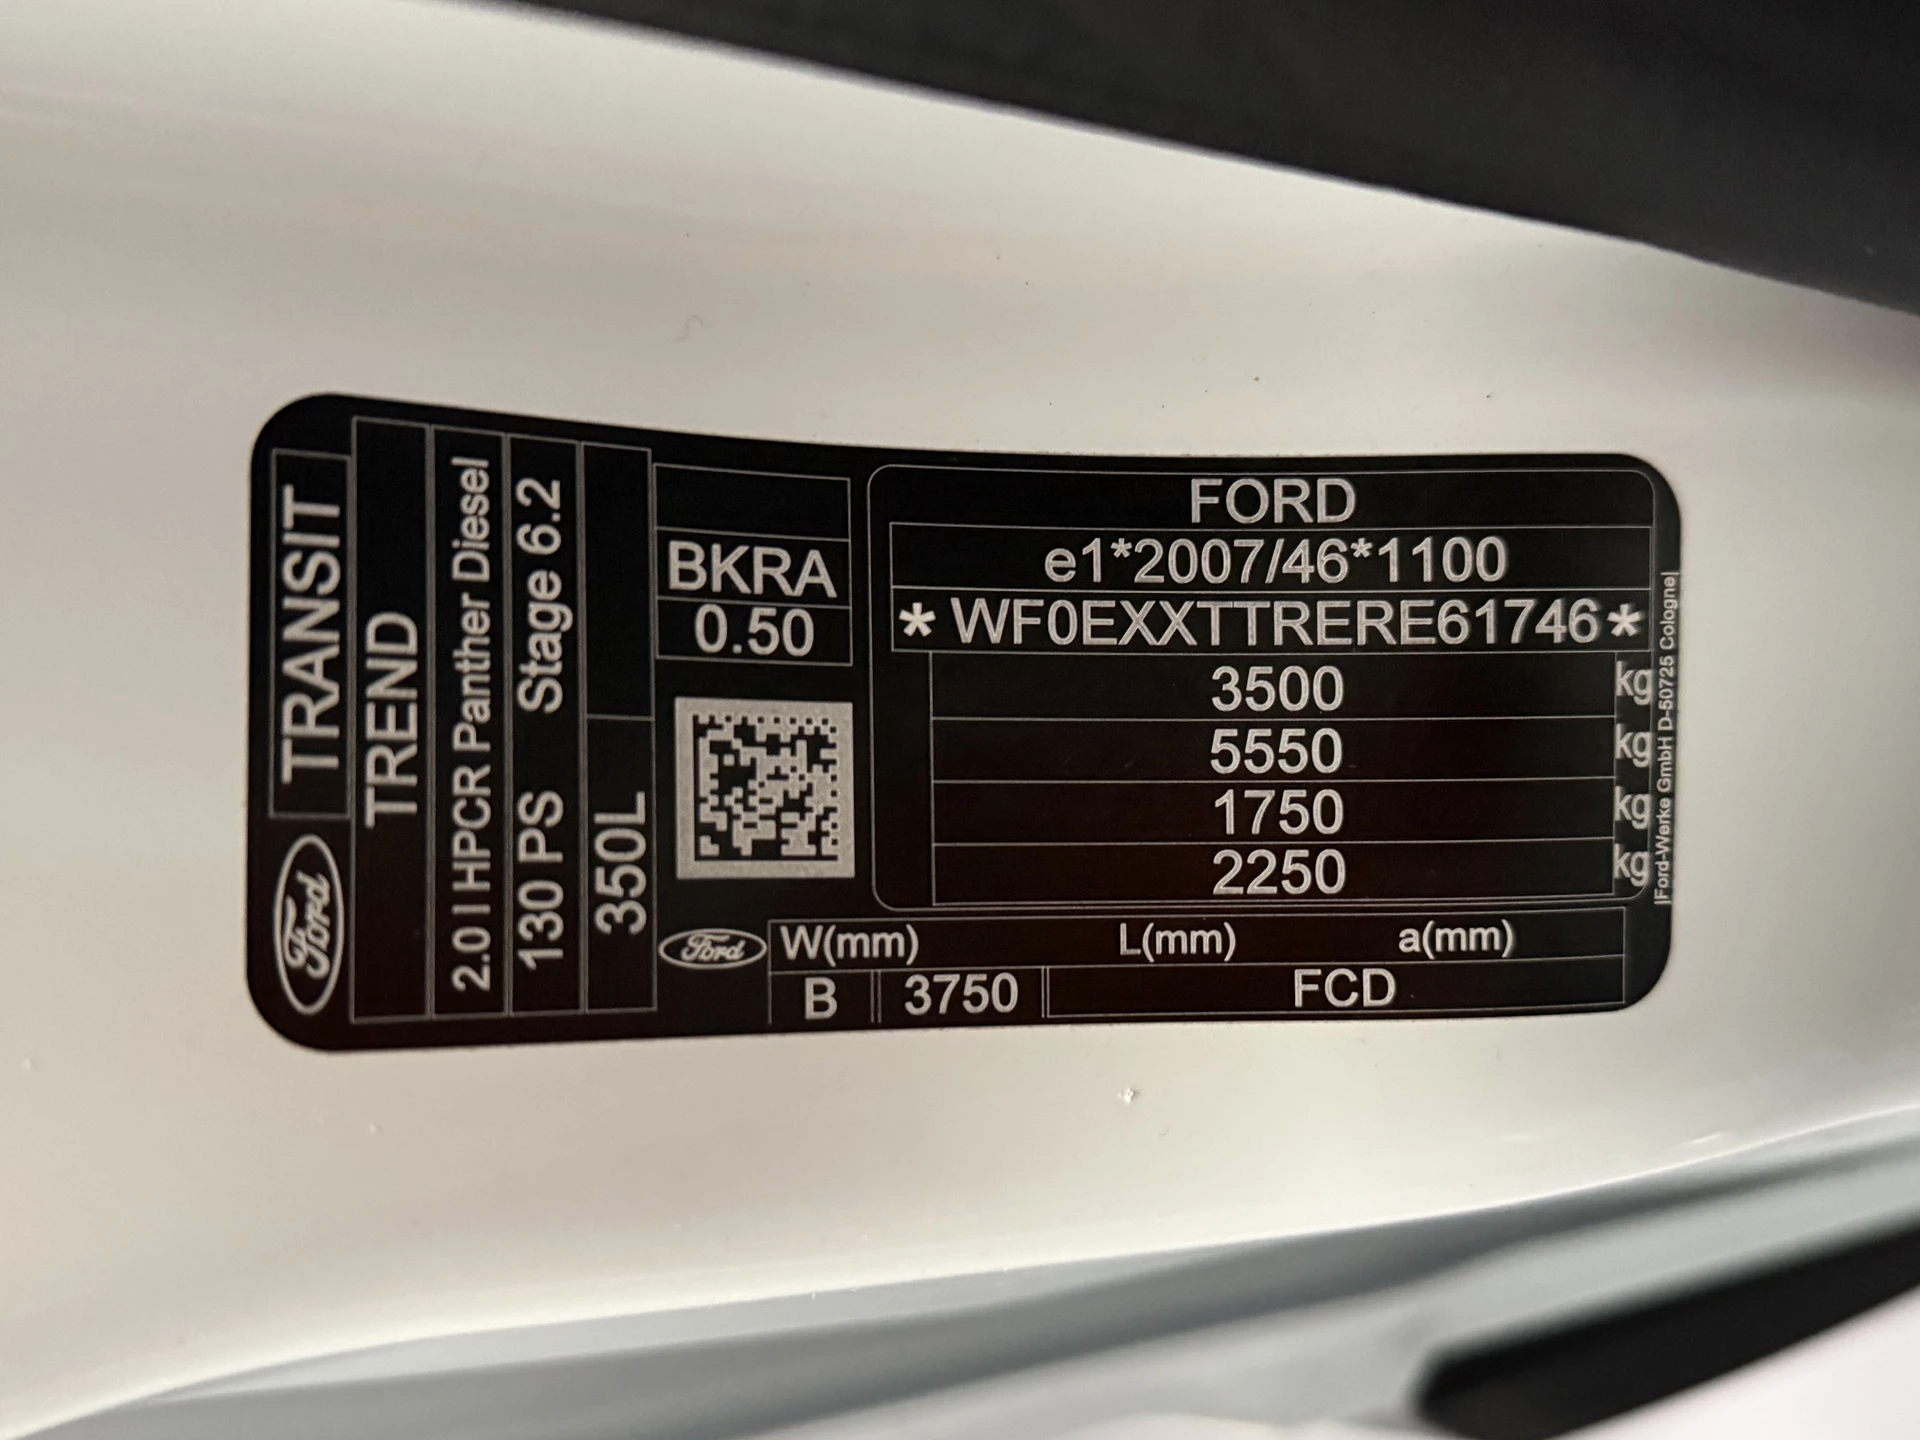 Ford TRANSIT
TREND
2.0 l HPCR Panther Diesel
130 PS Stage 6.2
350L
BKRA
0.50
FORD
e1*2007/46*1100
*WF0EXXTTRERE61746*
3500 kg
5550 kg
1750 kg
2250 kg
|Ford-Werke GmbH D-50725 Cologne|
Ford W(mm) L(mm) a(mm)
B 3750 FCD